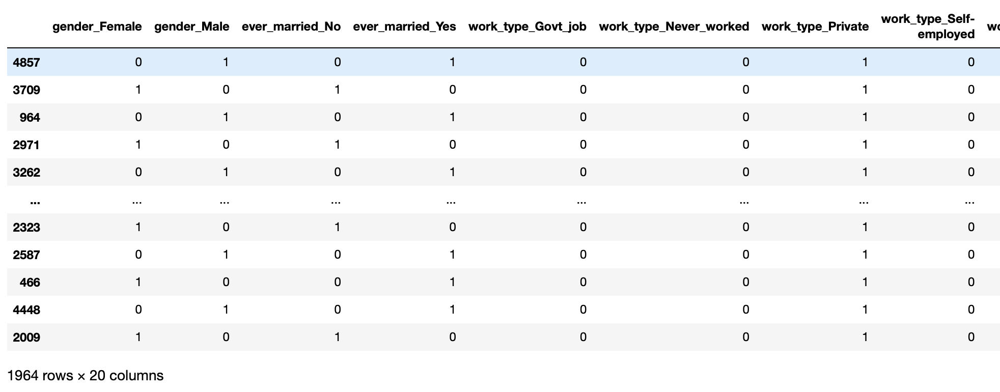 gender_Female gender_Male ever_married_No ever_married_Yes work_type_Govt_job work_type_Never_worked work_type_Private work_type_Self-
employed wo
4857 0 1 0 1 0 0 1 0
3709 1 0 1 0 0 0 1 0
964 0 1 0 1 0 0 1 0
2971 1 0 1 0 0 0 1 0
3262 0 1 0 1 0 0 1 0
... ... ... ... ... ... ... ... ...
2323 1 0 1 0 0 0 1 0
2587 0 1 0 1 0 0 1 0
466 1 0 0 1 0 0 1 0
4448 0 1 0 1 0 0 1 0
2009 1 0 1 0 0 0 1 0
1964 rows × 20 columns